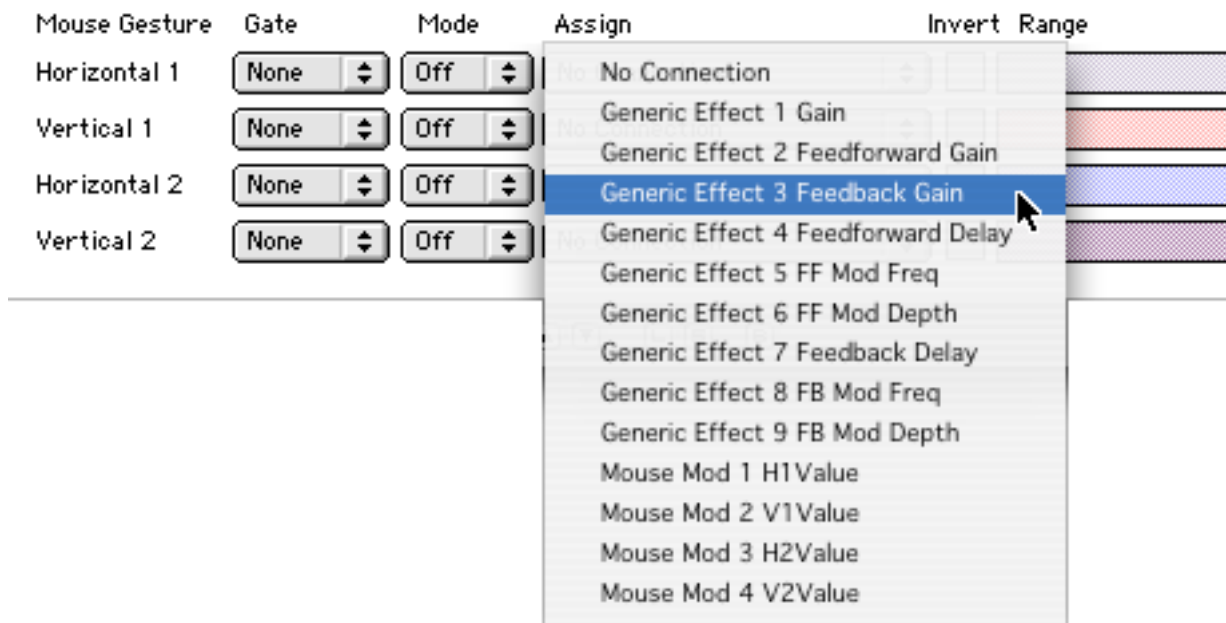 Mouse Gesture Gate Mode Assign Invert Range
Horizontal 1 None Off No Connection
Generic Effect 1 Gain
Vertical 1 None Off No Connection
Generic Effect 2 Feedforward Gain
Horizontal 2 None Off Generic Effect 3 Feedback Gain
Vertical 2 None Off Generic Effect 4 Feedforward Delay
Generic Effect 5 FF Mod Freq
Generic Effect 6 FF Mod Depth
Generic Effect 7 Feedback Delay
Generic Effect 8 FB Mod Freq
Generic Effect 9 FB Mod Depth
Mouse Mod 1 H1Value
Mouse Mod 2 V1Value
Mouse Mod 3 H2Value
Mouse Mod 4 V2Value